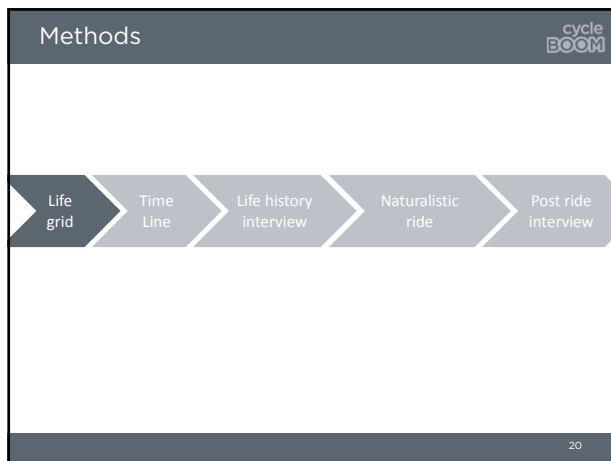 Methods
cycle
BOOM
Life
grid
Time
Line
Life history
interview
Naturalistic
ride
Post ride
interview
20